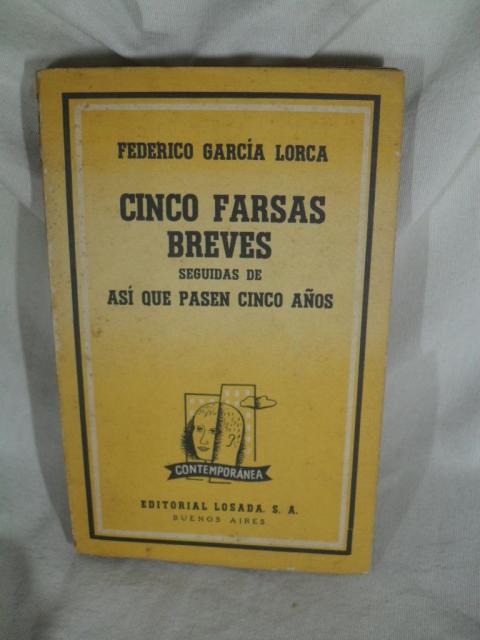 FEDERICO GARCÍA LORCA
CINCO FARSAS
BREVES
SEGUIDAS DE
ASÍ QUE PASEN CINCO AÑOS
CONTEMPORÁNEA
EDITORIAL LOSADA, S. A.
BUENOS AIRES